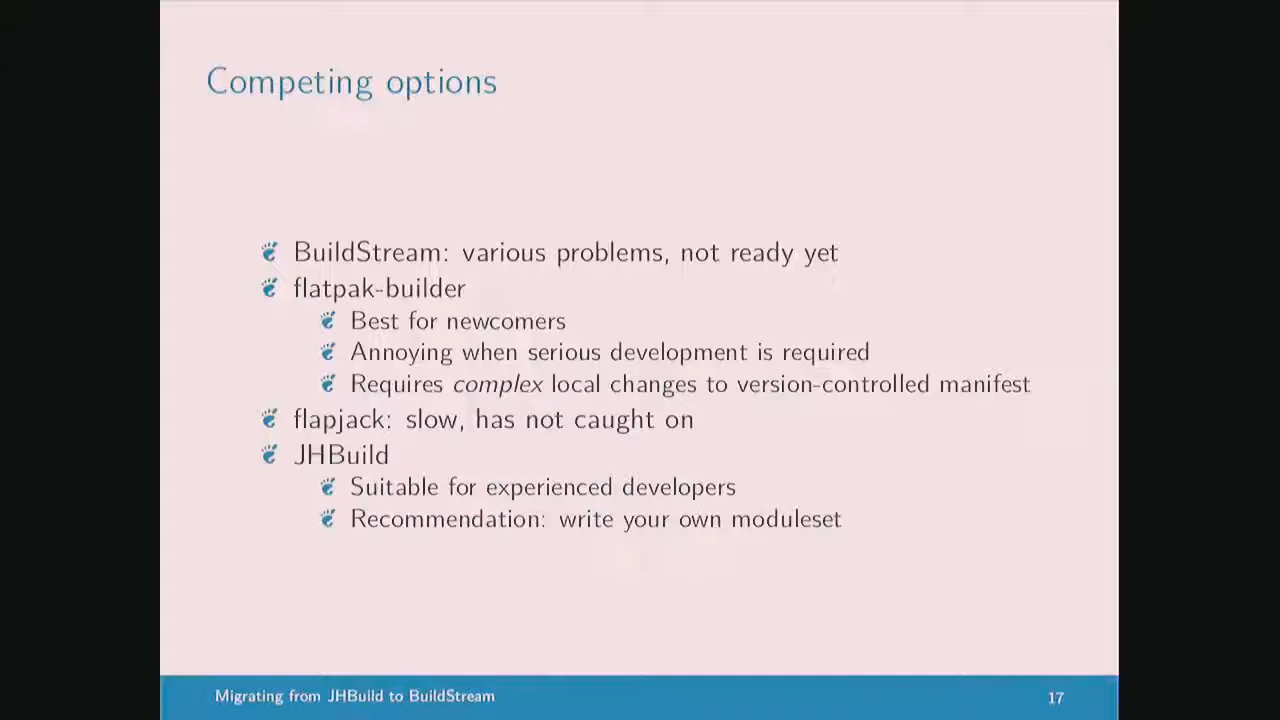 Competing options
BuildStream: various problems, not ready yet
flatpak-builder
Best for newcomers
Annoying when serious development is required
Requires complex local changes to version-controlled manifest
flapjack: slow, has not caught on
JHBuild
Suitable for experienced developers
Recommendation: write your own moduleset
Migrating from JHBuild to BuildStream
17